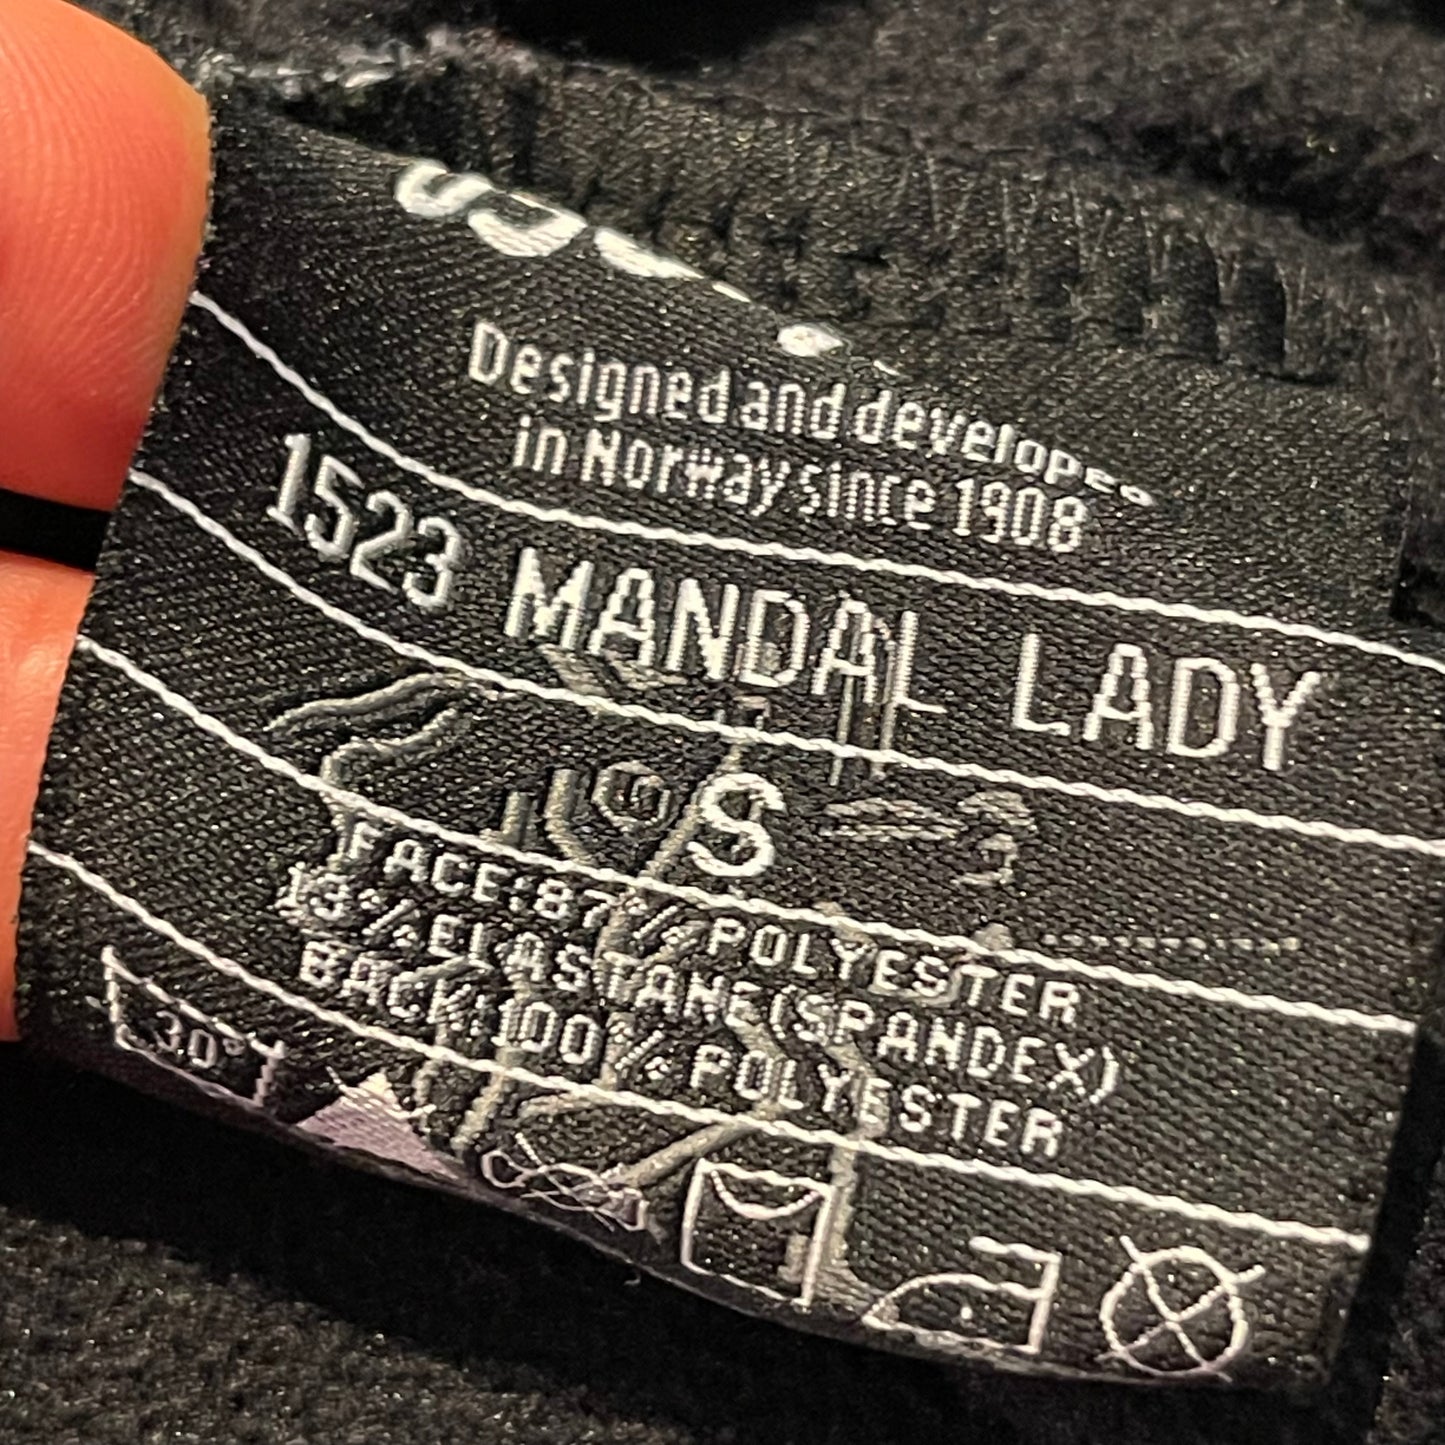 Designed and developed
in Norway since 1908
1523 MANDAL LADY
S
FACE:87% POLYESTER
13%ELASTANE(SPANDEX)
BACK:100% POLYESTER
30°